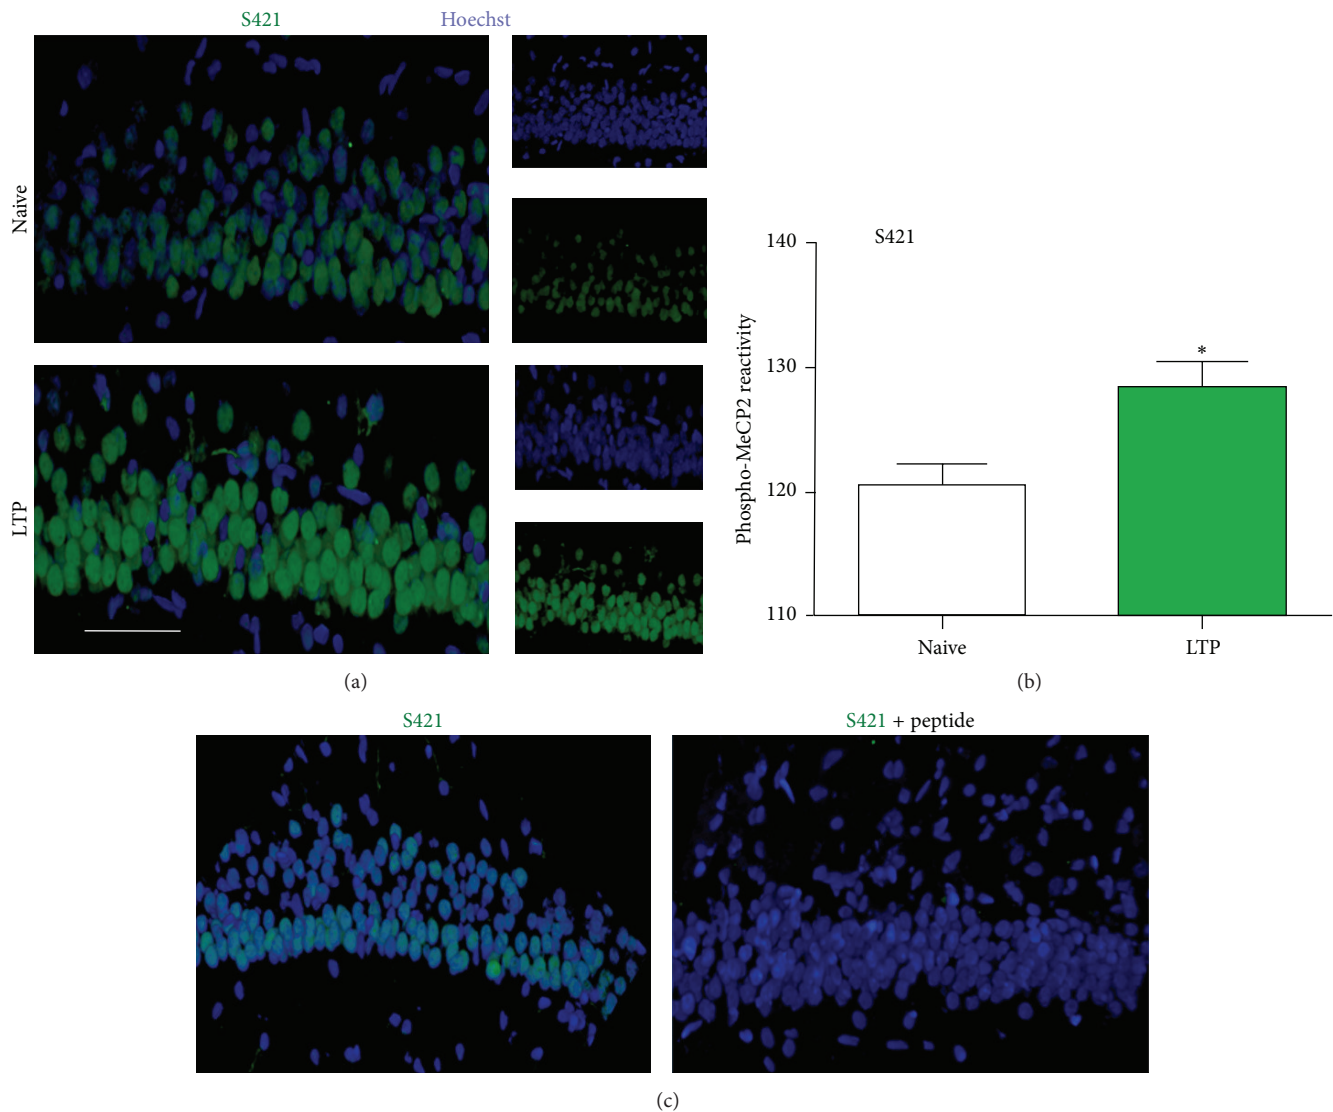 S421 Hoechst
Naive
LTP
(a)
S421
140
130
120
110
Phospho-MeCP2 reactivity
*
Naive LTP
(b)
S421
S421 + peptide
(c)